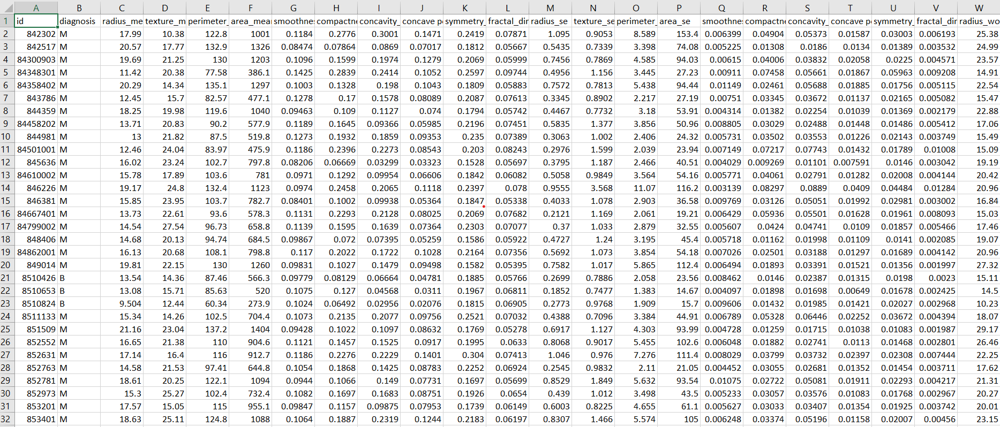 A B C D E F G H I J K L M N O P Q R S T U V W
1 id diagnosis radius_me texture_m perimeter_ area_mear smoothne: compactne concavity_ concave po symmetry_ fractal_dir radius_se texture_se perimeter_ area_se smoothne: compactne concavity_ concave po symmetry_ fractal_dir radius_wo
2 842302 M 17.99 10.38 122.8 1001 0.1184 0.2776 0.3001 0.1471 0.2419 0.07871 1.095 0.9053 8.589 153.4 0.006399 0.04904 0.05373 0.01587 0.03003 0.006193 25.38
3 842517 M 20.57 17.77 132.9 1326 0.08474 0.07864 0.0869 0.07017 0.1812 0.05667 0.5435 0.7339 3.398 74.08 0.005225 0.01308 0.0186 0.0134 0.01389 0.003532 24.99
4 84300903 M 19.69 21.25 130 1203 0.1096 0.1599 0.1974 0.1279 0.2069 0.05999 0.7456 0.7869 4.585 94.03 0.00615 0.04006 0.03832 0.02058 0.0225 0.004571 23.57
5 84348301 M 11.42 20.38 77.58 386.1 0.1425 0.2839 0.2414 0.1052 0.2597 0.09744 0.4956 1.156 3.445 27.23 0.00911 0.07458 0.05661 0.01867 0.05963 0.009208 14.91
6 84358402 M 20.29 14.34 135.1 1297 0.1003 0.1328 0.198 0.1043 0.1809 0.05883 0.7572 0.7813 5.438 94.44 0.01149 0.02461 0.05688 0.01885 0.01756 0.005115 22.54
7 843786 M 12.45 15.7 82.57 477.1 0.1278 0.17 0.1578 0.08089 0.2087 0.07613 0.3345 0.8902 2.217 27.19 0.00751 0.03345 0.03672 0.01137 0.02165 0.005082 15.47
8 844359 M 18.25 19.98 119.6 1040 0.09463 0.109 0.1127 0.074 0.1794 0.05742 0.4467 0.7732 3.18 53.91 0.004314 0.01382 0.02254 0.01039 0.01369 0.002179 22.88
9 84458202 M 13.71 20.83 90.2 577.9 0.1189 0.1645 0.09366 0.05985 0.2196 0.07451 0.5835 1.377 3.856 50.96 0.008805 0.03029 0.02488 0.01448 0.01486 0.005412 17.06
10 844981 M 13 21.82 87.5 519.8 0.1273 0.1932 0.1859 0.09353 0.235 0.07389 0.3063 1.002 2.406 24.32 0.005731 0.03502 0.03553 0.01226 0.02143 0.003749 15.49
11 84501001 M 12.46 24.04 83.97 475.9 0.1186 0.2396 0.2273 0.08543 0.203 0.08243 0.2976 1.599 2.039 23.94 0.007149 0.07217 0.07743 0.01432 0.01789 0.01008 15.09
12 845636 M 16.02 23.24 102.7 797.8 0.08206 0.06669 0.03299 0.03323 0.1528 0.05697 0.3795 1.187 2.466 40.51 0.004029 0.009269 0.01101 0.007591 0.0146 0.003042 19.19
13 84610002 M 15.78 17.89 103.6 781 0.0971 0.1292 0.09954 0.06606 0.1842 0.06082 0.5058 0.9849 3.564 54.16 0.005771 0.04061 0.02791 0.01282 0.02008 0.004144 20.42
14 846226 M 19.17 24.8 132.4 1123 0.0974 0.2458 0.2065 0.1118 0.2397 0.078 0.9555 3.568 11.07 116.2 0.003139 0.08297 0.0889 0.0409 0.04484 0.01284 20.96
15 846381 M 15.85 23.95 103.7 782.7 0.08401 0.1002 0.09938 0.05364 0.1847 0.05338 0.4033 1.078 2.903 36.58 0.009769 0.03126 0.05051 0.01992 0.02981 0.003002 16.84
16 84667401 M 13.73 22.61 93.6 578.3 0.1131 0.2293 0.2128 0.08025 0.2069 0.07682 0.2121 1.169 2.061 19.21 0.006429 0.05936 0.05501 0.01628 0.01961 0.008093 15.03
17 84799002 M 14.54 27.54 96.73 658.8 0.1139 0.1595 0.1639 0.07364 0.2303 0.07077 0.37 1.033 2.879 32.55 0.005607 0.0424 0.04741 0.0109 0.01857 0.005466 17.46
18 848406 M 14.68 20.13 94.74 684.5 0.09867 0.072 0.07395 0.05259 0.1586 0.05922 0.4727 1.24 3.195 45.4 0.005718 0.01162 0.01998 0.01109 0.0141 0.002085 19.07
19 84862001 M 16.13 20.68 108.1 798.8 0.117 0.2022 0.1722 0.1028 0.2164 0.07356 0.5692 1.073 3.854 54.18 0.007026 0.02501 0.03188 0.01297 0.01689 0.004142 20.96
20 849014 M 19.81 22.15 130 1260 0.09831 0.1027 0.1479 0.09498 0.1582 0.05395 0.7582 1.017 5.865 112.4 0.006494 0.01893 0.03391 0.01521 0.01356 0.001997 27.32
21 8510426 B 13.54 14.36 87.46 566.3 0.09779 0.08129 0.06664 0.04781 0.1885 0.05766 0.2699 0.7886 2.058 23.56 0.008462 0.0146 0.02387 0.01315 0.0198 0.0023 15.11
22 8510653 B 13.08 15.71 85.63 520 0.1075 0.127 0.04568 0.0311 0.1967 0.06811 0.1852 0.7477 1.383 14.67 0.004097 0.01898 0.01698 0.00649 0.01678 0.002425 14.5
23 8510824 B 9.504 12.44 60.34 273.9 0.1024 0.06492 0.02956 0.02076 0.1815 0.06905 0.2773 0.9768 1.909 15.7 0.009606 0.01432 0.01985 0.01421 0.02027 0.002968 10.23
24 8511133 M 15.34 14.26 102.5 704.4 0.1073 0.2135 0.2077 0.09756 0.2521 0.07032 0.4388 0.7096 3.384 44.91 0.006789 0.05328 0.06446 0.02252 0.03672 0.004394 18.07
25 851509 M 21.16 23.04 137.2 1404 0.09428 0.1022 0.1097 0.08632 0.1769 0.05278 0.6917 1.127 4.303 93.99 0.004728 0.01259 0.01715 0.01038 0.01083 0.001987 29.17
26 852552 M 16.65 21.38 110 904.6 0.1121 0.1457 0.1525 0.0917 0.1995 0.0633 0.8068 0.9017 5.455 102.6 0.006048 0.01882 0.02741 0.0113 0.01468 0.002801 26.46
27 852631 M 17.14 16.4 116 912.7 0.1186 0.2276 0.2229 0.1401 0.304 0.07413 1.046 0.976 7.276 111.4 0.008029 0.03799 0.03732 0.02397 0.02308 0.007444 22.25
28 852763 M 14.58 21.53 97.41 644.8 0.1054 0.1868 0.1425 0.08783 0.2252 0.06924 0.2545 0.9832 2.11 21.05 0.004452 0.03055 0.02681 0.01352 0.01454 0.003711 17.62
29 852781 M 18.61 20.25 122.1 1094 0.0944 0.1066 0.149 0.07731 0.1697 0.05699 0.8529 1.849 5.632 93.54 0.01075 0.02722 0.05081 0.01911 0.02293 0.004217 21.31
30 852973 M 15.3 25.27 102.4 732.4 0.1082 0.1697 0.1683 0.08751 0.1926 0.0654 0.439 1.012 3.498 43.5 0.005233 0.03057 0.03576 0.01083 0.01768 0.002967 20.27
31 853201 M 17.57 15.05 115 955.1 0.09847 0.1157 0.09875 0.07953 0.1739 0.06149 0.6003 0.8225 4.655 61.1 0.005627 0.03033 0.03407 0.01354 0.01925 0.003742 20.01
32 853401 M 18.63 25.11 124.8 1088 0.1064 0.1887 0.2319 0.1244 0.2183 0.06197 0.8307 1.466 5.574 105 0.006248 0.03374 0.05196 0.01158 0.02007 0.00456 23.15